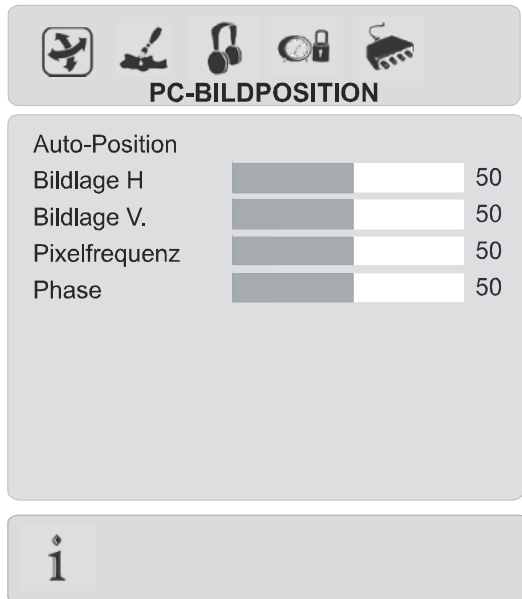 PC-BILDPOSITION
Auto-Position
Bildlage H 50
Bildlage V. 50
Pixelfrequenz 50
Phase 50
i